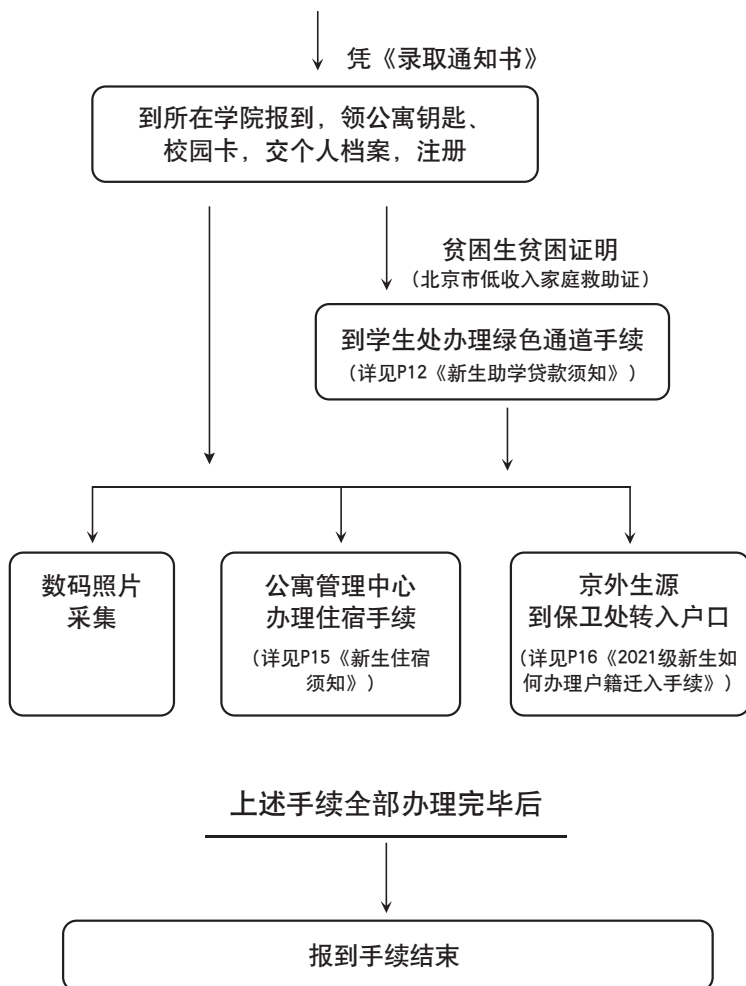 凭《录取通知书》
到所在学院报到，领公寓钥匙、
校园卡，交个人档案，注册
贫困生贫困证明
（北京市低收入家庭救助证）
到学生处办理绿色通道手续
（详见P12《新生助学贷款须知》）
数码照片
采集
公寓管理中心
办理住宿手续
（详见P15《新生住宿
须知》）
京外生源
到保卫处转入户口
（详见P16《2021级新生如
何办理户籍迁入手续》）
上述手续全部办理完毕后
报到手续结束